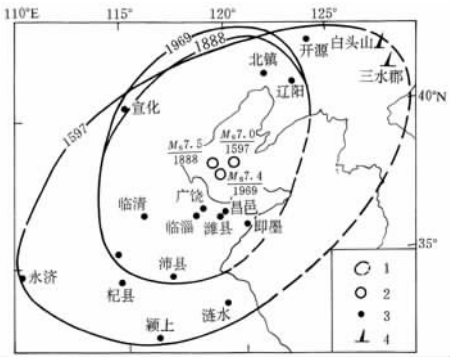 110°E
115°
120°
125°
1969
1888
1597
北镇
开源
白头山
三水郡
辽阳
宣化
40°N
Ms7.5
1888
Ms7.0
1597
Ms7.4
1969
广饶
昌邑
临清
临淄
潍县
即墨
35°
永济
杞县
沛县
涟水
颍上
1
2
3
4